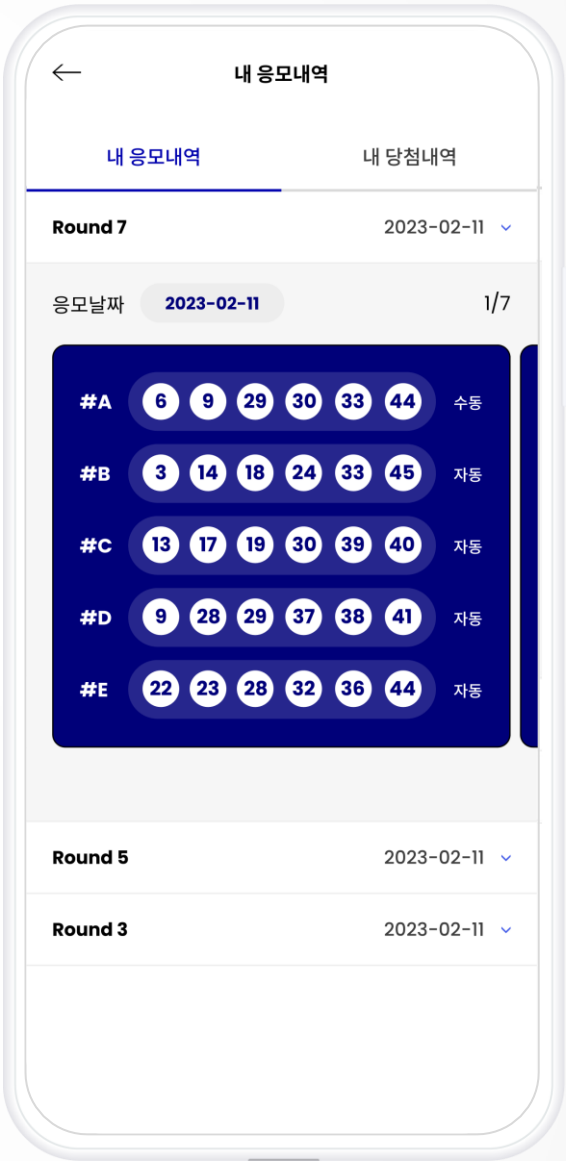 내 응모내역
내 응모내역 내 당첨내역
Round 7 2023-02-11
응모날짜 2023-02-11 1/7
#A 6 9 29 30 33 44 수동
#B 3 14 18 24 33 45 자동
#C 13 17 19 30 39 40 자동
#D 9 28 29 37 38 41 자동
#E 22 23 28 32 36 44 자동
Round 5 2023-02-11
Round 3 2023-02-11